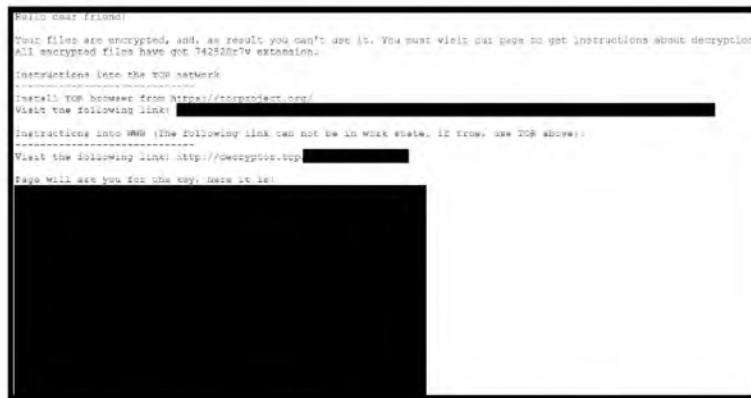 Hello dear friend!
Your files are encrypted, and, as result you can't use it. You must visit our page to get instructions about decryption
All encrypted files have got extension.
Instructions into the TOR network
-----------------------------
Install TOR browser from https://torproject.org/
Visit the following link:
Instructions into WWW (The following link can not be in work state, if true, use TOR above):
-----------------------------
Visit the following link: http://decryptor.top/
Page will ask you for the key, here it is: